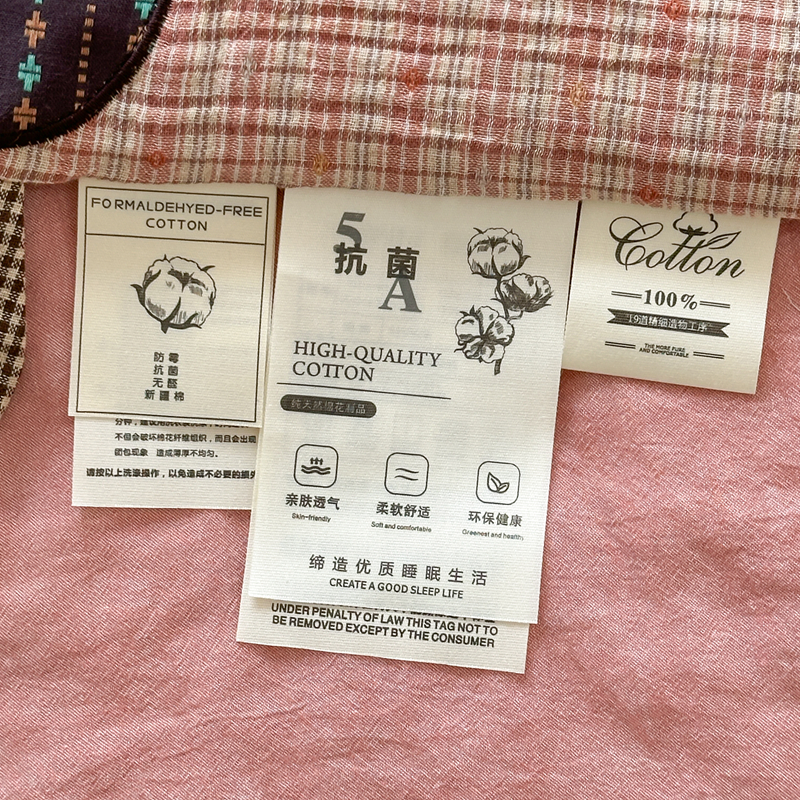 FORMALDEHYED-FREE
COTTON
防霉
抗菌
无醛
新疆棉
不但会破坏棉花纤维组织，而且会出现
团包现象 造成薄厚不均匀。
请按以上洗涤操作，以免造成不必要的损失
5
抗菌
A
HIGH-QUALITY
COTTON
纯天然棉花制品
亲肤透气
Skin-friendly
柔软舒适
Soft and comfortable
环保健康
Greenest and health
缔造优质睡眠生活
CREATE A GOOD SLEEP LIFE
UNDER PENALTY OF LAW THIS TAG NOT TO
BE REMOVED EXCEPT BY THE CONSUMER
Cotton
100%
19道精细造物工序
THE MORE PURE
AND COMFORTABLE